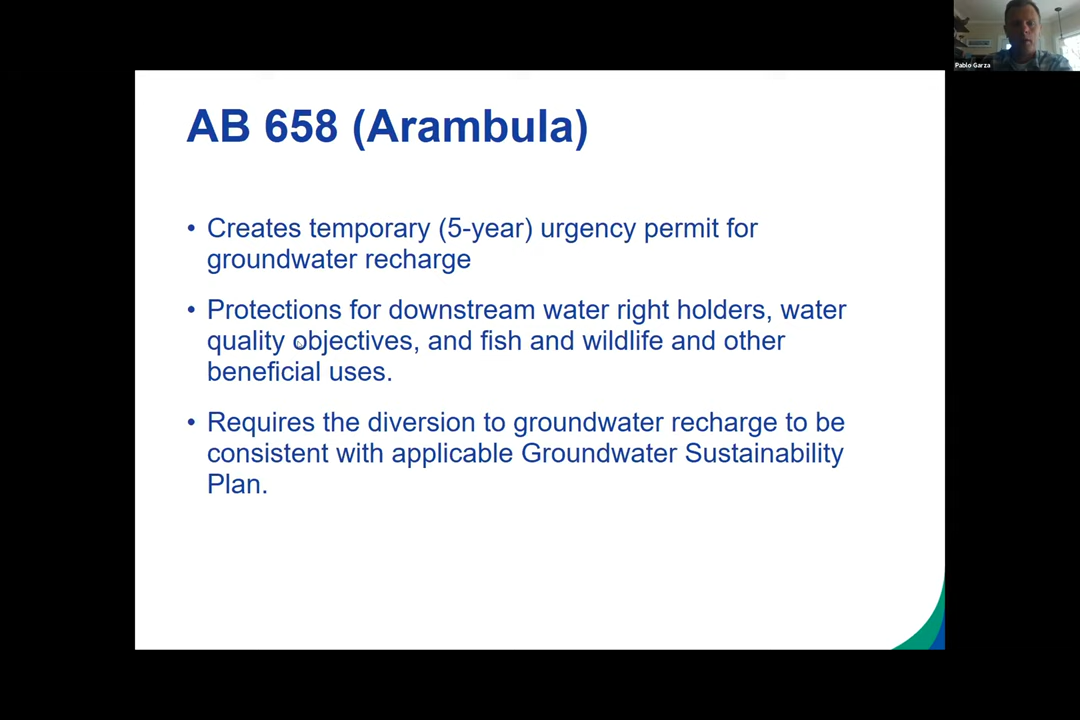 Pablo Garza
AB 658 (Arambula)
• Creates temporary (5-year) urgency permit for
groundwater recharge
• Protections for downstream water right holders, water
quality objectives, and fish and wildlife and other
beneficial uses.
• Requires the diversion to groundwater recharge to be
consistent with applicable Groundwater Sustainability
Plan.